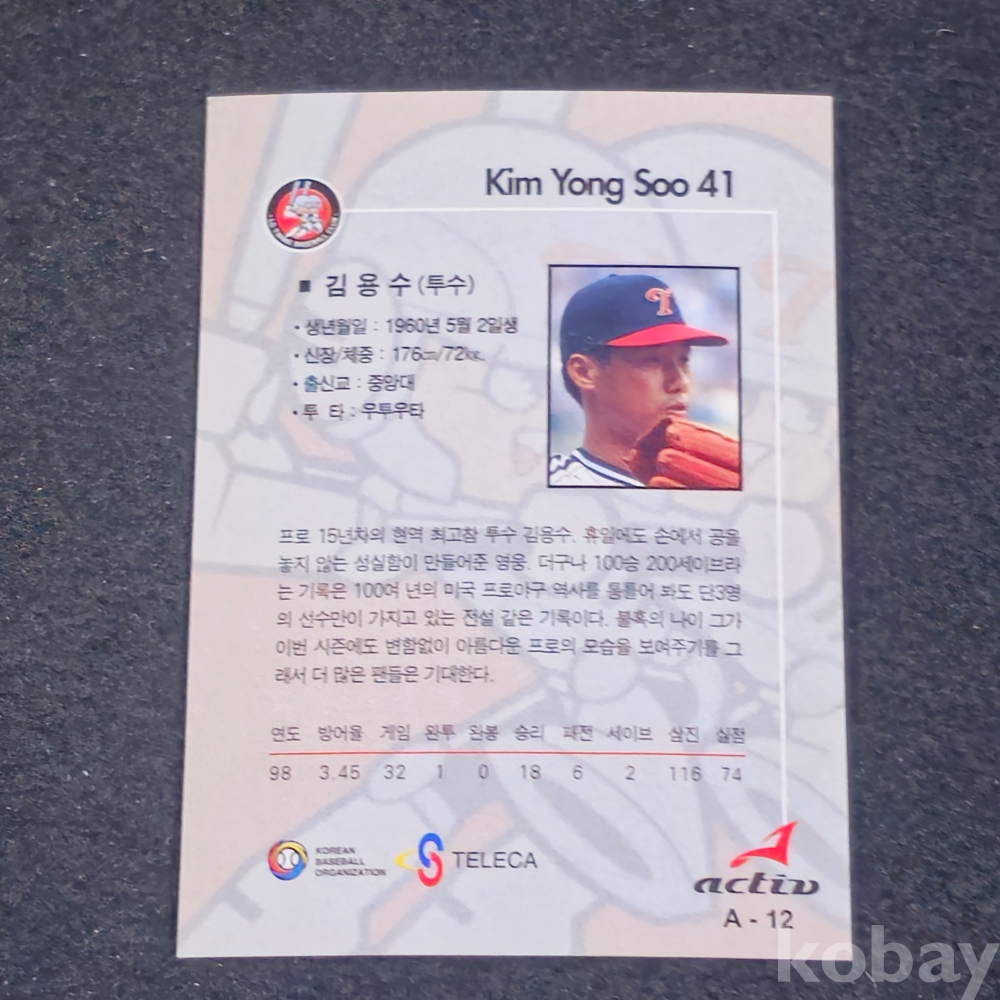 Kim Yong Soo 41
■ 김 용 수 (투수)
• 생년월일 : 1960년 5월 2일생
• 신장/체중 : 176cm/72kg.
• 출신교 : 중앙대
• 투 타 : 우투우타
프로 15년차의 현역 최고참 투수 김용수. 휴일에도 손에서 공을
놓지 않는 성실함이 만들어준 영웅. 더구나 100승 200세이브라
는 기록은 100여 년의 미국 프로야구 역사를 통틀어 봐도 단3명
의 선수만이 가지고 있는 전설 같은 기록이다. 불혹의 나이 그가
이번 시즌에도 변함없이 아름다운 프로의 모습을 보여주기를 그
래서 더 많은 팬들은 기대한다.
연도 방어율 게임 완투 완봉 승리 패전 세이브 삼진 실점
98 3.45 32 1 0 18 6 2 116 74
KOREAN
BASEBALL
ORGANIZATION
TELECA
activ
A - 12
kobay